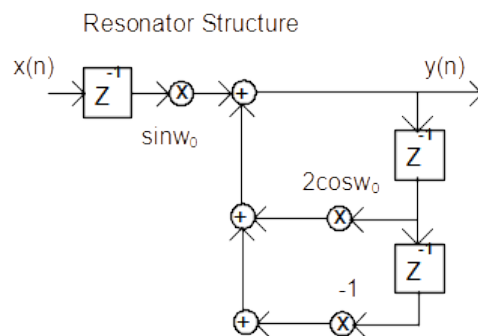 Resonator Structure
x(n)
y(n)
Z⁻¹
X
+
sinw₀
Z⁻¹
2cosw₀
+
X
Z⁻¹
-1
+
X